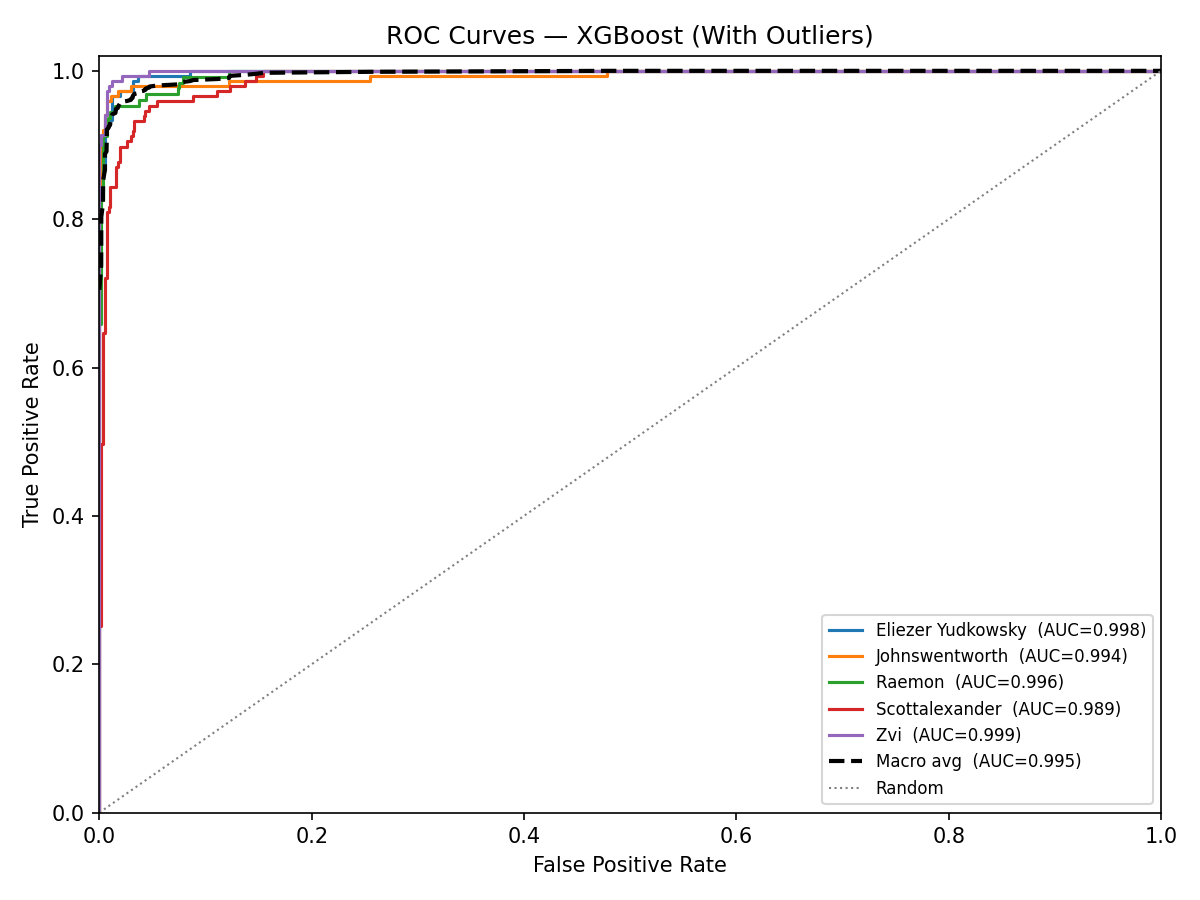 ROC Curves — XGBoost (With Outliers)
True Positive Rate
1.0
0.8
0.6
0.4
0.2
0.0
0.0 0.2 0.4 0.6 0.8 1.0
False Positive Rate
Eliezer Yudkowsky (AUC=0.998)
Johnswentworth (AUC=0.994)
Raemon (AUC=0.996)
Scottalexander (AUC=0.989)
Zvi (AUC=0.999)
Macro avg (AUC=0.995)
Random